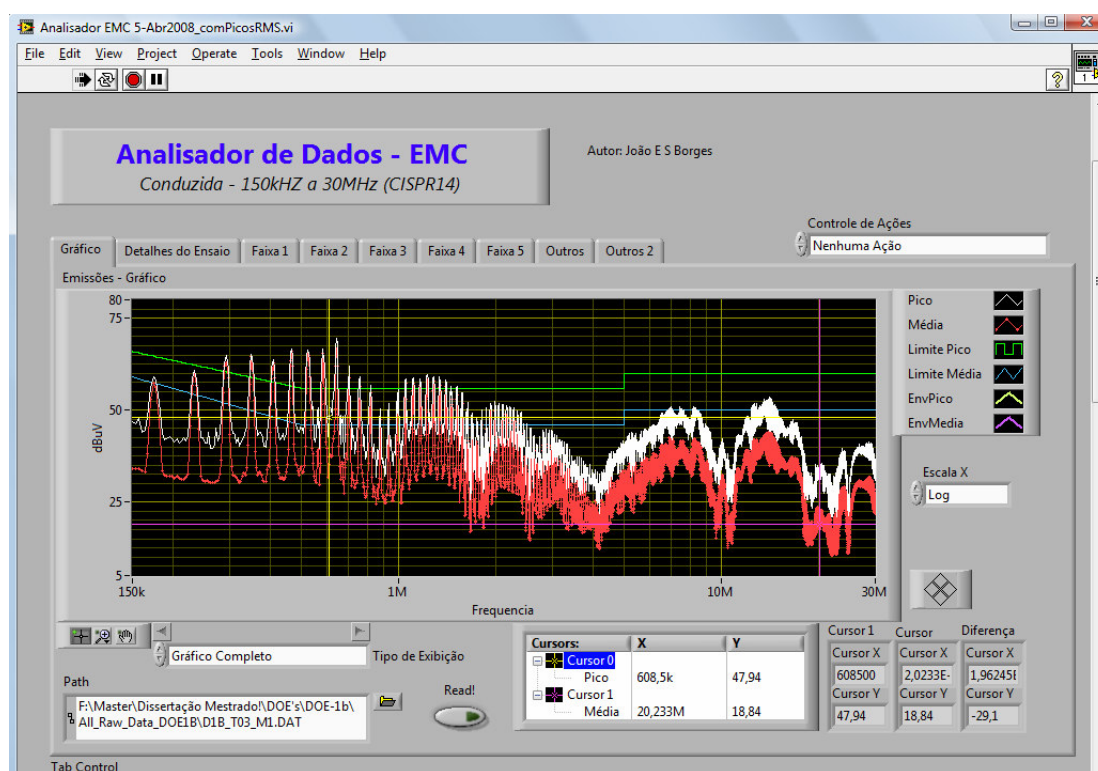 Analisador EMC 5-Abr2008_comPicosRMS.vi
File Edit View Project Operate Tools Window Help
1
Analisador de Dados - EMC
Conduzida - 150kHZ a 30MHz (CISPR14)
Autor: João E S Borges
Controle de Ações
Nenhuma Ação
Gráfico Detalhes do Ensaio Faixa 1 Faixa 2 Faixa 3 Faixa 4 Faixa 5 Outros Outros 2
Emissões - Gráfico
80
75
50
25
5
dBuV
150k 1M 10M 30M
Frequencia
Pico
Média
Limite Pico
Limite Média
EnvPico
EnvMedia
Escala X
Log
Gráfico Completo
Tipo de Exibição
Path
F:\Master\Dissertação Mestrado!\DOE's\DOE-1b\
All_Raw_Data_DOE1B\D1B_T03_M1.DAT
Read!
Cursors: X Y
Cursor 0
Pico 608,5k 47,94
Cursor 1
Média 20,233M 18,84
Cursor1 Cursor Diferença
Cursor X Cursor X Cursor X
608500 2,0233E- 1,96245E
Cursor Y Cursor Y Cursor Y
47,94 18,84 -29,1
Tab Control